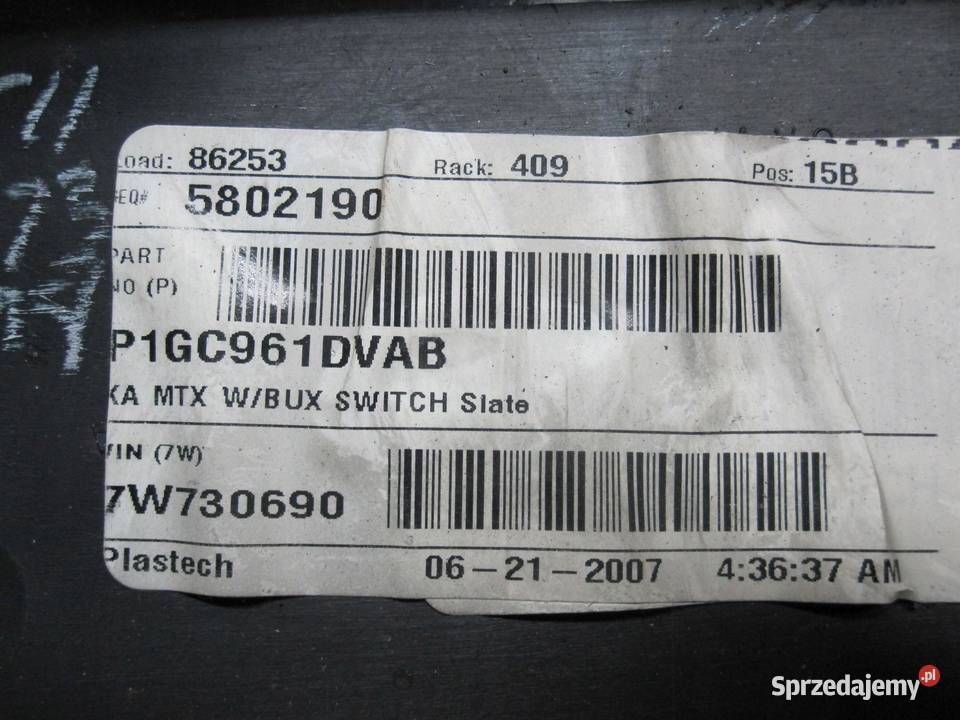 Load: 86253 Rack: 409 Pos: 15B
SEQ# 5802190
PART
NO (P)
P1GC961DVAB
KA MTX W/BUX SWITCH Slate
VIN (7W)
7W730690
Plastech 06-21-2007 4:36:37 AM
Sprzedajemy.pl